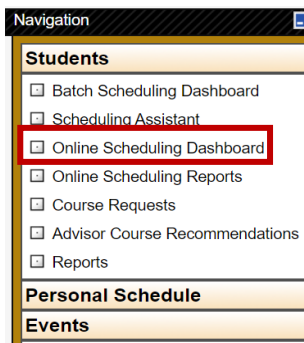 Navigation
Students
Batch Scheduling Dashboard
Scheduling Assistant
Online Scheduling Dashboard
Online Scheduling Reports
Course Requests
Advisor Course Recommendations
Reports
Personal Schedule
Events